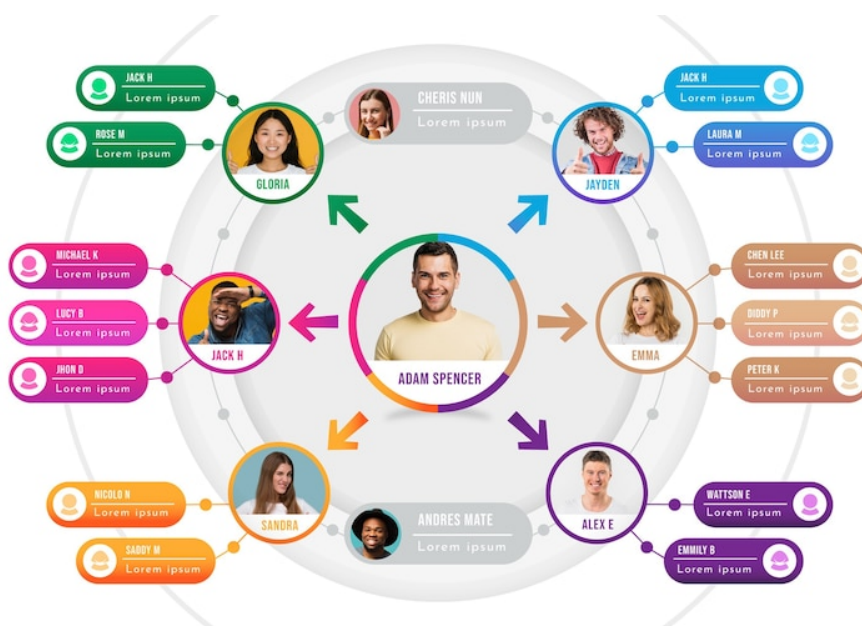 JACK H
Lorem ipsum
ROSE M
Lorem ipsum
GLORIA
CHERIS NUN
Lorem ipsum
JACK H
Lorem ipsum
LAURA M
Lorem ipsum
JAYDEN
MICHAEL K
Lorem ipsum
LUCY B
Lorem ipsum
JHON D
Lorem ipsum
JACK H
ADAM SPENCER
EMMA
CHEN LEE
Lorem ipsum
DIDDY P
Lorem ipsum
PETER K
Lorem ipsum
NICOLO N
Lorem ipsum
SADDY M
Lorem ipsum
SANDRA
ANDRES MATE
Lorem ipsum
ALEX E
WATTSON E
Lorem ipsum
EMMILY B
Lorem ipsum